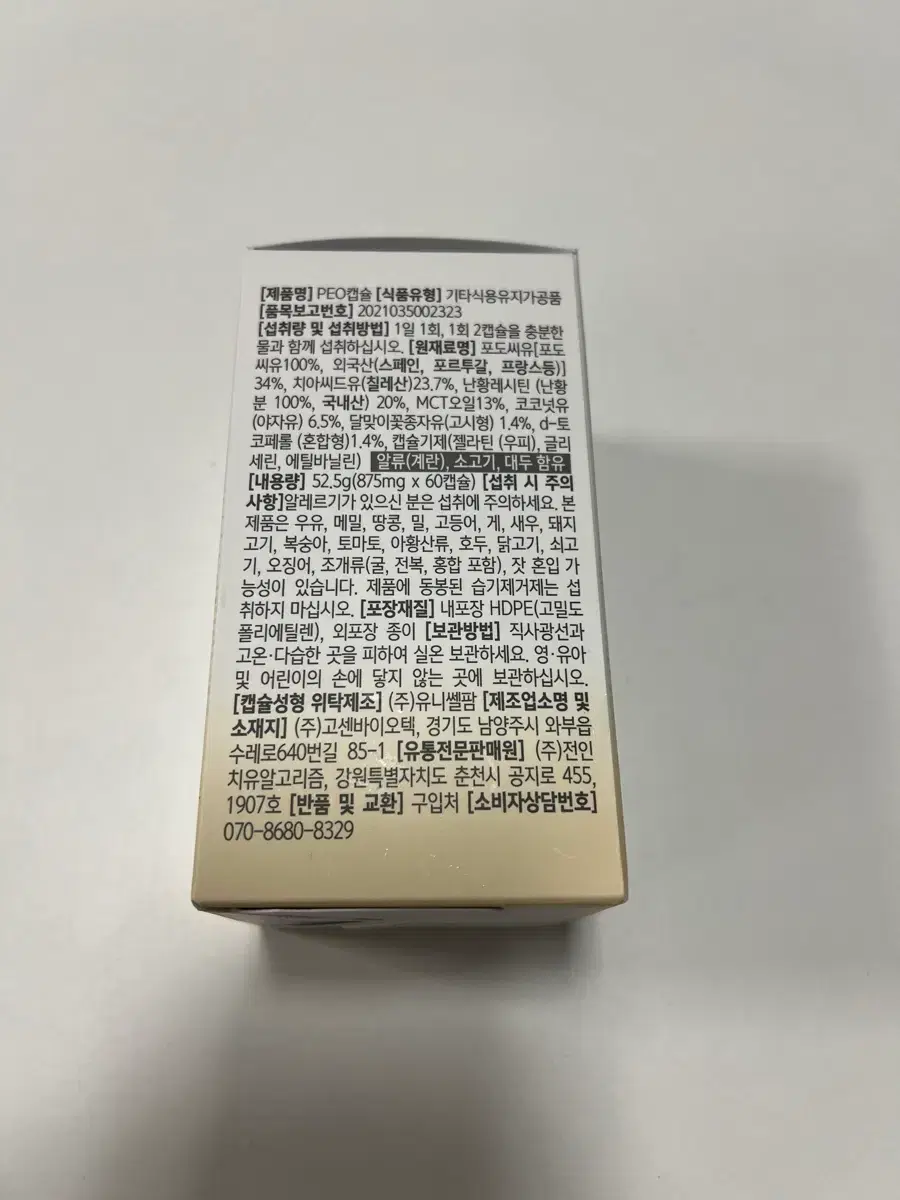 [제품명] PEO캡슐 [식품유형] 기타식용유지가공품
[품목보고번호] 2021035002323
[섭취량 및 섭취방법] 1일 1회, 1회 2캡슐을 충분한
물과 함께 섭취하십시오. [원재료명] 포도씨유[포도
씨유100%, 외국산(스페인, 포르투갈, 프랑스등)]
34%, 치아씨드유(칠레산)23.7%, 난황레시틴 (난황
분 100%, 국내산) 20%, MCT오일13%, 코코넛유
(야자유) 6.5%, 달맞이꽃종자유(고시형) 1.4%, d-토
코페롤 (혼합형)1.4%, 캡슐기제(젤라틴 (우피), 글리
세린, 에틸바닐린) 알류(계란), 소고기, 대두 함유
[내용량] 52.5g(875mg x 60캡슐) [섭취 시 주의
사항]알레르기가 있으신 분은 섭취에 주의하세요. 본
제품은 우유, 메밀, 땅콩, 밀, 고등어, 게, 새우, 돼지
고기, 복숭아, 토마토, 아황산류, 호두, 닭고기, 쇠고
기, 오징어, 조개류(굴, 전복, 홍합 포함), 잣 혼입 가
능성이 있습니다. 제품에 동봉된 습기제거제는 섭
취하지 마십시오. [포장재질] 내포장 HDPE(고밀도
폴리에틸렌), 외포장 종이 [보관방법] 직사광선과
고온·다습한 곳을 피하여 실온 보관하세요. 영·유아
및 어린이의 손에 닿지 않는 곳에 보관하십시오.
[캡슐성형 위탁제조] (주)유니쎌팜 [제조업소명 및
소재지] (주)고센바이오텍, 경기도 남양주시 와부읍
수레로640번길 85-1 [유통전문판매원] (주)전인
치유알고리즘, 강원특별자치도 춘천시 공지로 455,
1907호 [반품 및 교환] 구입처 [소비자상담번호]
070-8680-8329